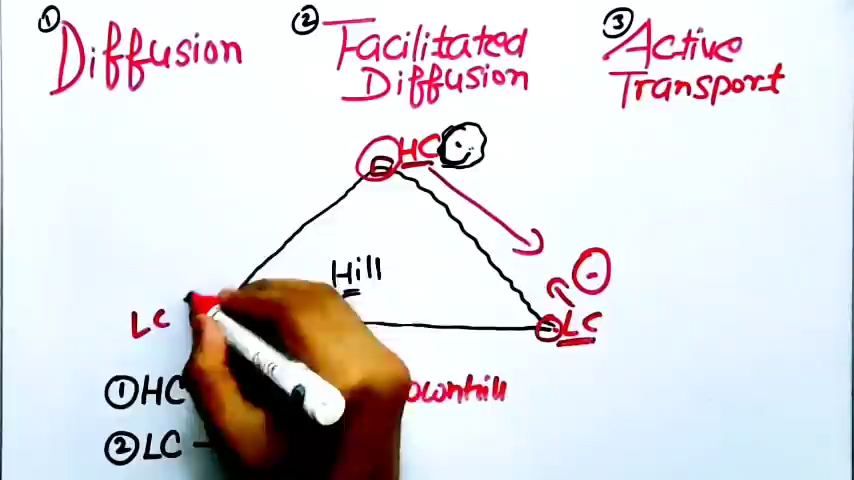 ① Diffusion
② Facilitated
Diffusion
③ Active
Transport
HC
Hill
LC
LC
① HC
② LC -